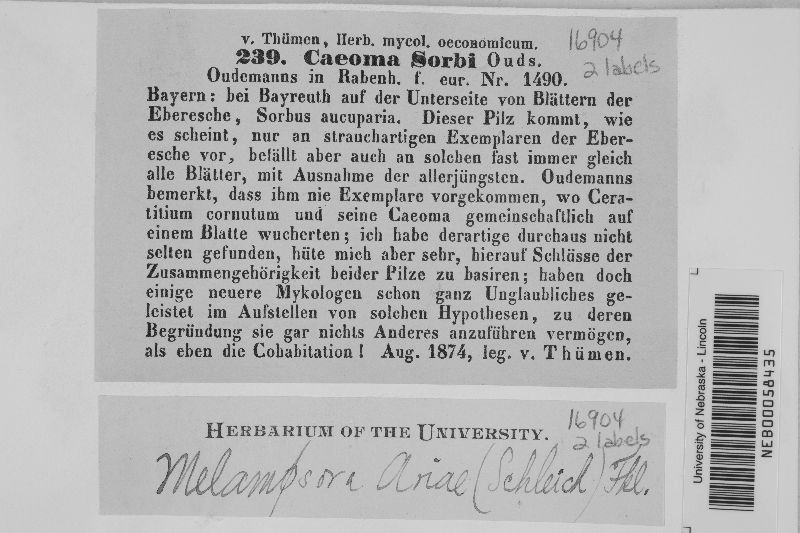 v. Thümen, Herb. mycol. oeconomicum.
16904
239. Caeoma Sorbi Ouds.
2 labels
Oudemanns in Rabenh. f. eur. Nr. 1490.
Bayern: bei Bayreuth auf der Unterseite von Blättern der
Eberesche, Sorbus aucuparia. Dieser Pilz kommt, wie
es scheint, nur an strauchartigen Exemplaren der Eber-
esche vor, befällt aber auch an solchen fast immer gleich
alle Blätter, mit Ausnahme der allerjüngsten. Oudemanns
bemerkt, dass ihm nie Exemplare vorgekommen, wo Cera-
titium cornutum und seine Caeoma gemeinschaftlich auf
einem Blatte wucherten; ich habe derartige durchaus nicht
selten gefunden, hüte mich aber sehr, hierauf Schlüsse der
Zusammengehörigkeit beider Pilze zu basiren; haben doch
einige neuere Mykologen schon ganz Unglaubliches ge-
leistet im Aufstellen von solchen Hypothesen, zu deren
Begründung sie gar nichts Anderes anzuführen vermögen,
als eben die Cohabitation! Aug. 1874, leg. v. Thümen.
HERBARIUM OF THE UNIVERSITY.
16904
2 labels
Melampsora Ariae (Schleich) Fkl.
University of Nebraska - Lincoln
NEB00058435